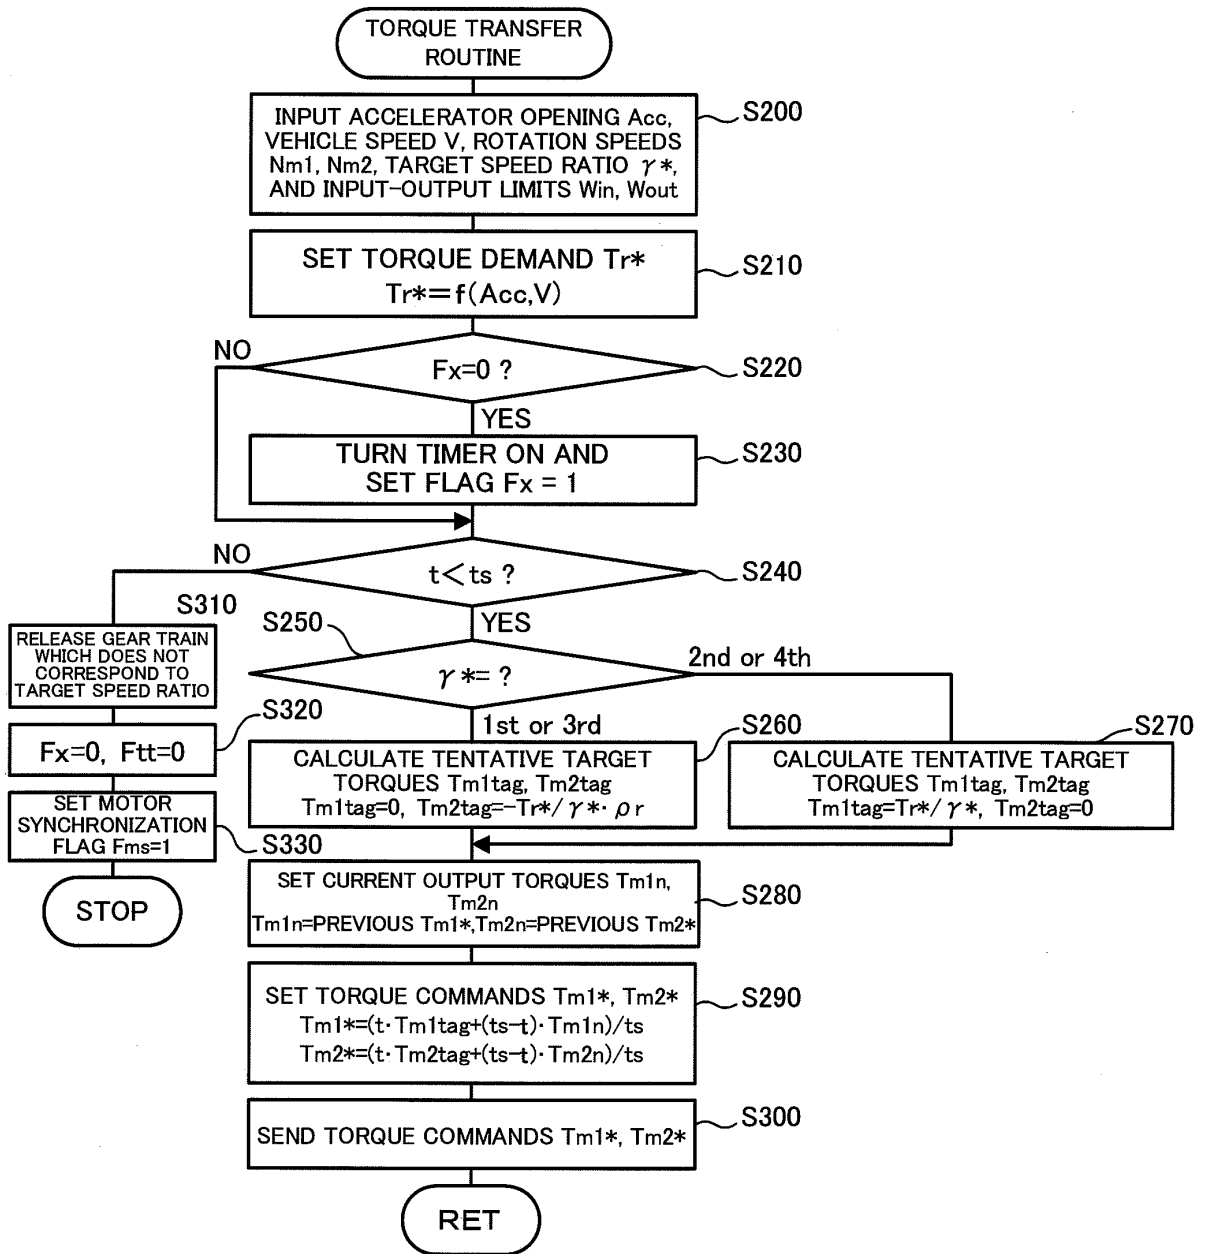 TORQUE TRANSFER
ROUTINE
INPUT ACCELERATOR OPENING Acc,
VEHICLE SPEED V, ROTATION SPEEDS
Nm1, Nm2, TARGET SPEED RATIO γ*,
AND INPUT-OUTPUT LIMITS Win, Wout
S200
SET TORQUE DEMAND Tr*
Tr*=f(Acc,V)
S210
NO
Fx=0 ?
S220
YES
TURN TIMER ON AND
SET FLAG Fx = 1
S230
NO
t<ts ?
S240
YES
S310
RELEASE GEAR TRAIN
WHICH DOES NOT
CORRESPOND TO
TARGET SPEED RATIO
S320
Fx=0, Ftt=0
SET MOTOR
SYNCHRONIZATION
FLAG Fms=1
S330
STOP
S250
γ*= ?
2nd or 4th
1st or 3rd
S260
CALCULATE TENTATIVE TARGET
TORQUES Tm1tag, Tm2tag
Tm1tag=0, Tm2tag=-Tr*/γ*·ρr
S270
CALCULATE TENTATIVE TARGET
TORQUES Tm1tag, Tm2tag
Tm1tag=Tr*/γ*, Tm2tag=0
SET CURRENT OUTPUT TORQUES Tm1n,
Tm2n
Tm1n=PREVIOUS Tm1*,Tm2n=PREVIOUS Tm2*
S280
SET TORQUE COMMANDS Tm1*, Tm2*
Tm1*=(t·Tm1tag+(ts-t)·Tm1n)/ts
Tm2*=(t·Tm2tag+(ts-t)·Tm2n)/ts
S290
SEND TORQUE COMMANDS Tm1*, Tm2*
S300
RET